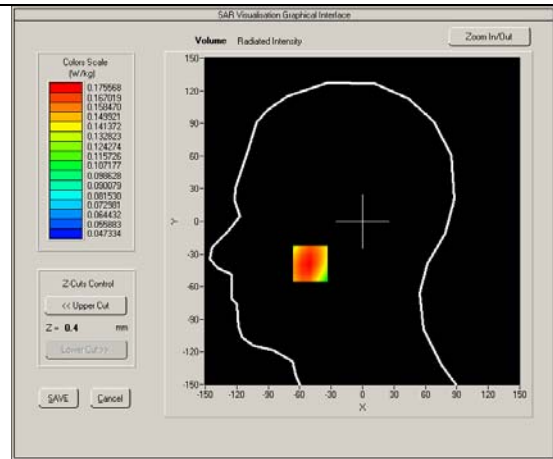 SAR Visualisation Graphical Interface
Volume Radiated Intensity
Zoom In/Out
Colors Scale
(W/kg)
0.175568
0.167019
0.158470
0.149921
0.141372
0.132823
0.124274
0.115726
0.107177
0.098628
0.090079
0.081530
0.072981
0.064432
0.055883
0.047334
Z-Cuts Control
<< Upper Cut
Z = 0.4 mm
Lower Cut >>
SAVE Cancel
150
120
90
60
30
0
-30
-60
-90
-120
-150
Y
-150 -120 -90 -60 -30 0 30 60 90 120 150
X